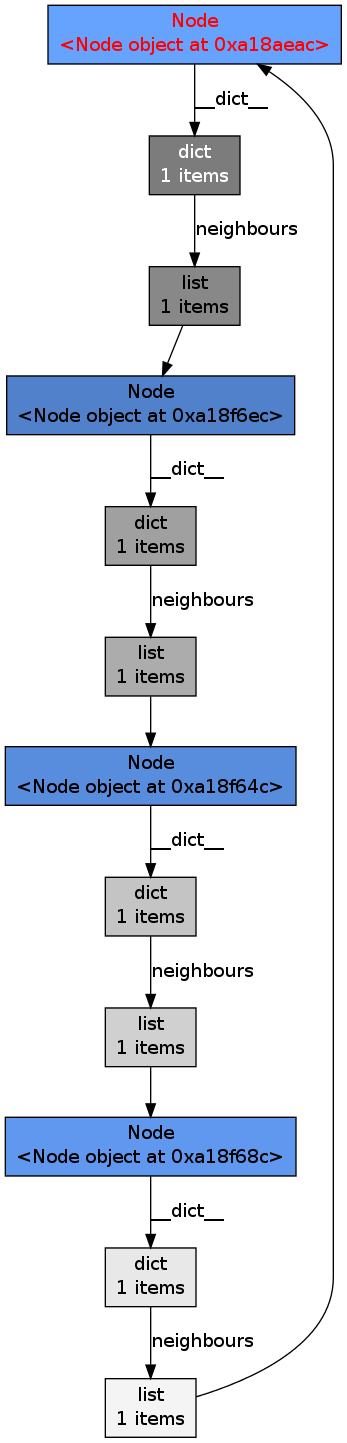 Node
<Node object at 0xa18aeac>
__dict__
dict
1 items
neighbours
list
1 items
Node
<Node object at 0xa18f6ec>
__dict__
dict
1 items
neighbours
list
1 items
Node
<Node object at 0xa18f64c>
__dict__
dict
1 items
neighbours
list
1 items
Node
<Node object at 0xa18f68c>
__dict__
dict
1 items
neighbours
list
1 items